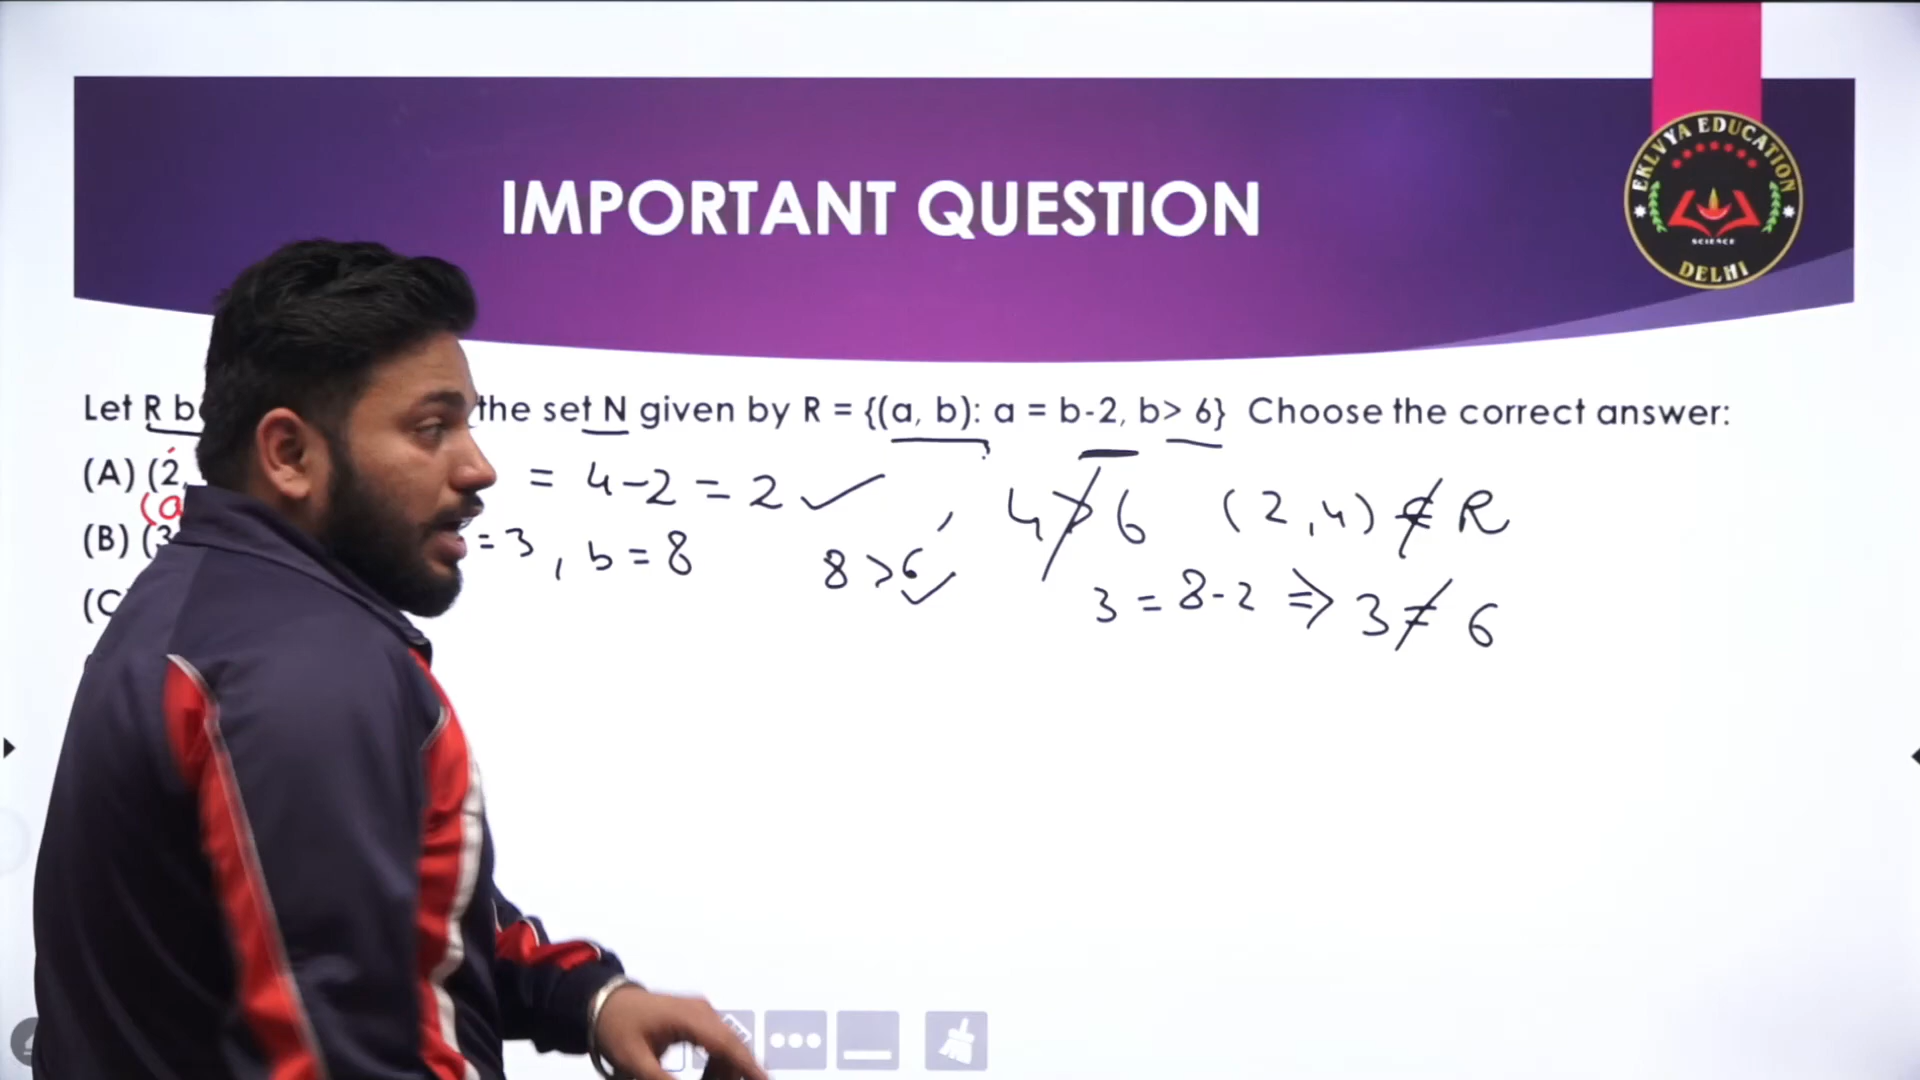 IMPORTANT QUESTION
EKLVYA EDUCATION
SCIENCE
DELHI
Let R b the set N given by R = {(a, b): a = b-2, b> 6} Choose the correct answer:
(A) (2, = 4-2 = 2 ✓ , 4 ≯ 6 (2,4) ∉ R
(a
(B) (3 =3 , b = 8 8 >6 ✓
(C 3 = 8-2 ⇒ 3 ≠ 6